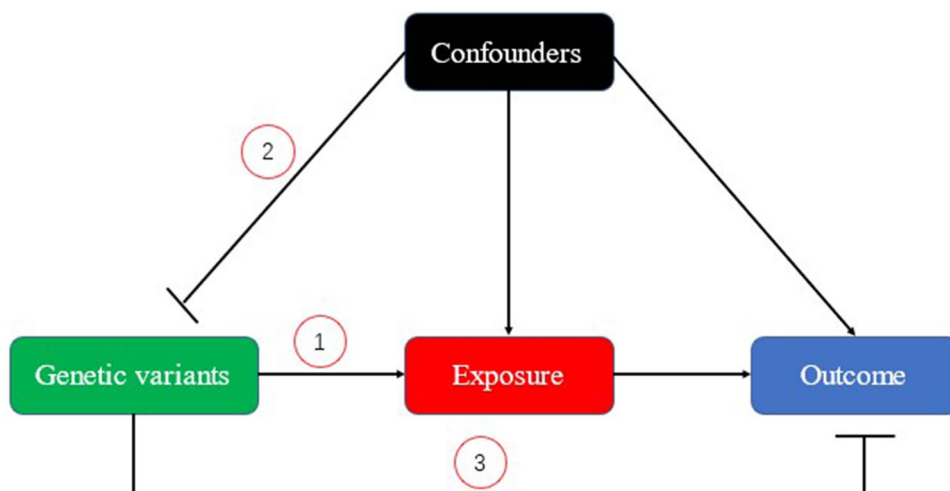 Confounders
2
1
Genetic variants
Exposure
Outcome
3